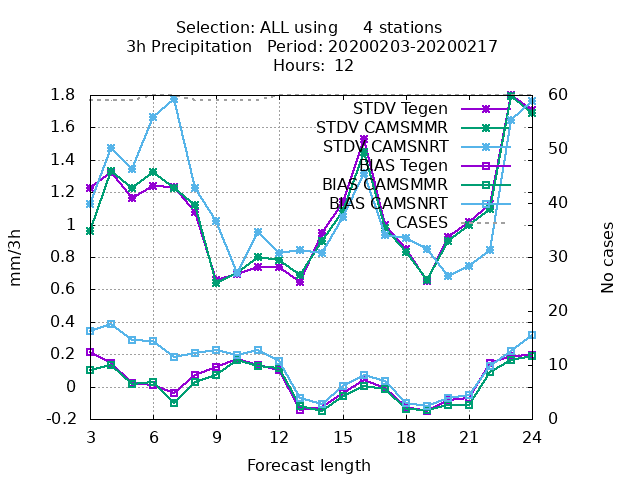 Selection: ALL using 4 stations
3h Precipitation Period: 20200203-20200217
Hours: 12
STDV Tegen
STDV CAMSMMR
STDV CAMSNRT
BIAS Tegen
BIAS CAMSMMR
BIAS CAMSNRT
CASES
1.8
1.6
1.4
1.2
1
0.8
0.6
0.4
0.2
0
-0.2
mm/3h
60
50
40
30
20
10
0
No cases
3 6 9 12 15 18 21 24
Forecast length